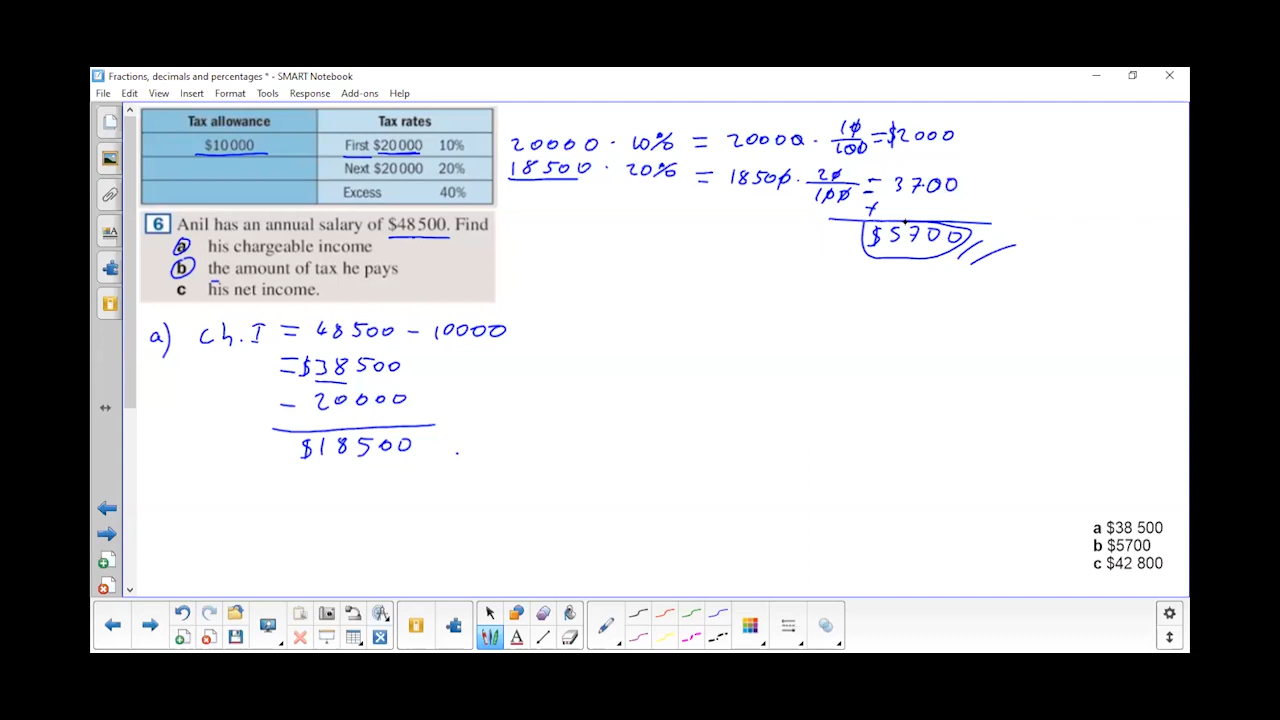 Fractions, decimals and percentages * - SMART Notebook
File Edit View Insert Format Tools Response Add-ons Help
Tax allowance Tax rates
$10 000 First $20 000 10%
Next $20 000 20%
Excess 40%
6 Anil has an annual salary of $48 500. Find
a his chargeable income
b the amount of tax he pays
c his net income.
20000 · 10% = 20000 · 10/100 = $2000
18500 · 20% = 18500 · 20/100 = 3700
+
$5700
a) Ch. I = 48500 - 10000
= $38500
- 20000
$18500
a $38 500
b $5700
c $42 800